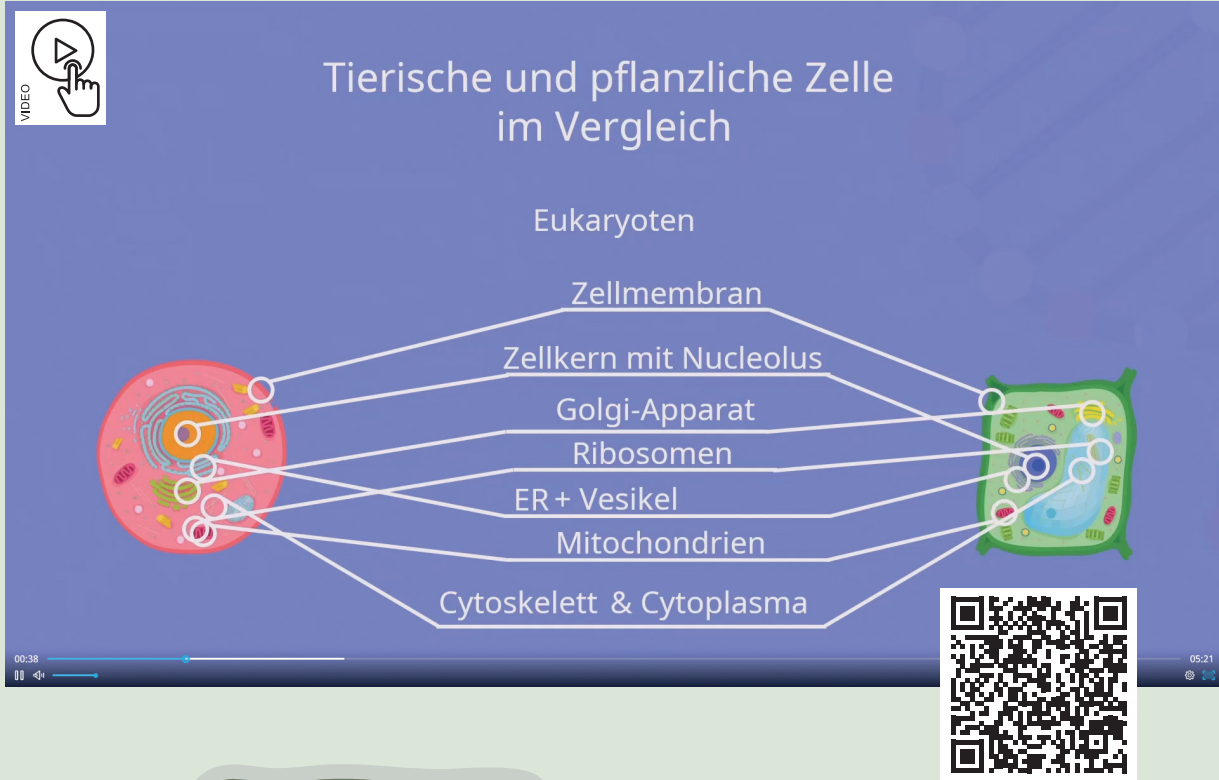 VIDEO
Tierische und pflanzliche Zelle
im Vergleich
Eukaryoten
Zellmembran
Zellkern mit Nucleolus
Golgi-Apparat
Ribosomen
ER + Vesikel
Mitochondrien
Cytoskelett & Cytoplasma
00:38
05:21